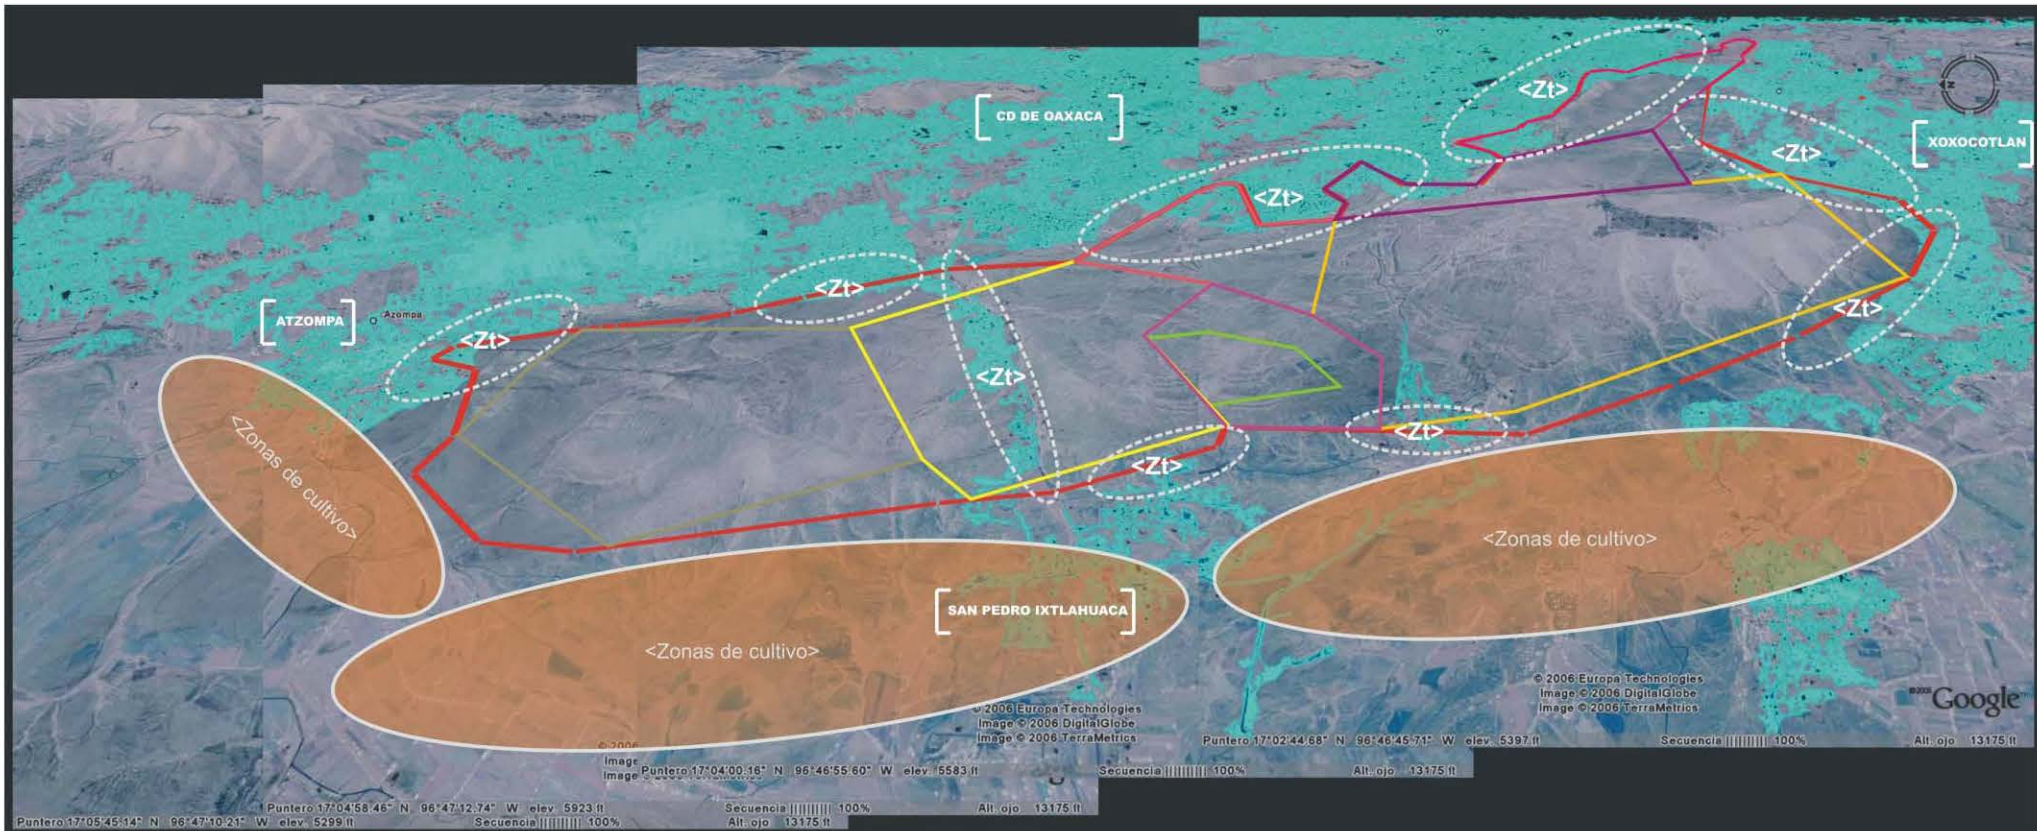 <Zt>
[CD DE OAXACA]
N
[XOXOCOTLAN]
<Zt>
<Zt>
<Zt>
<Zt>
[ATZOMPA]
Azompa
<Zt>
<Zt>
<Zt>
<Zt>
<Zt>
<Zonas de cultivo>
<Zonas de cultivo>
[SAN PEDRO IXTLAHUACA]
<Zonas de cultivo>
© 2006 Europa Technologies
Image © 2006 DigitalGlobe
Image © 2006 TerraMetrics
© 2006 Europa Technologies
Image © 2006 DigitalGlobe
Image © 2006 TerraMetrics
Google
© 2006
Image
Image
Puntero 17°02'44.68" N 96°46'45.71" W elev. 5397 ft Secuencia |||||||||| 100% Alt. ojo 13175 ft
Puntero 17°04'00.16" N 96°46'55.60" W elev. 5583 ft Secuencia |||||||||| 100% Alt. ojo 13175 ft
Puntero 17°04'58.46" N 96°47'12.74" W elev. 5923 ft Secuencia |||||||||| 100% Alt. ojo 13175 ft
Puntero 17°05'45.14" N 96°47'10.21" W elev. 5299 ft Secuencia |||||||||| 100% Alt. ojo 13175 ft